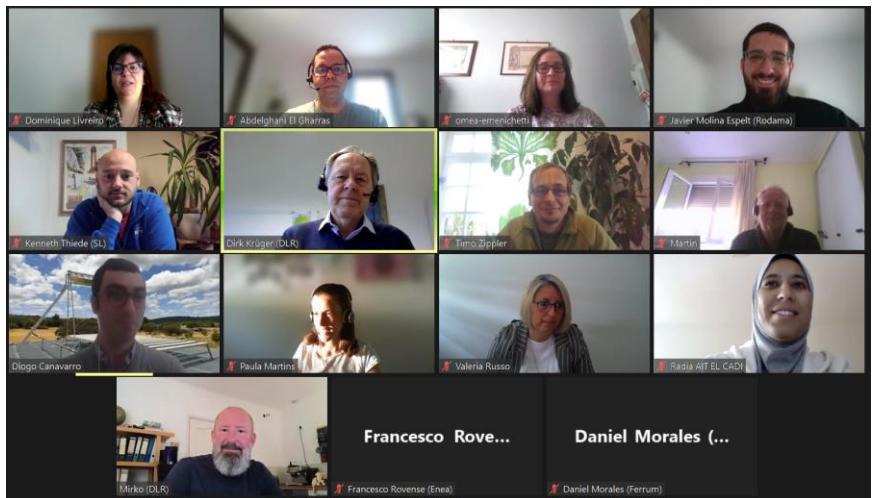 Dominique Livreiro
Abdelghani El Gharras
omea-emenichetti
Javier Molina Espelt (Rodama)
Kenneth Thiede (SL)
Dirk Krüger (DLR)
Timo Zippler
Martin
Diogo Canavarro
Paula Martins
Valeria Russo
Radia AIT EL CADI
Mirko (DLR)
Francesco Rove...
Francesco Rovense (Enea)
Daniel Morales (...
Daniel Morales (Ferrum)